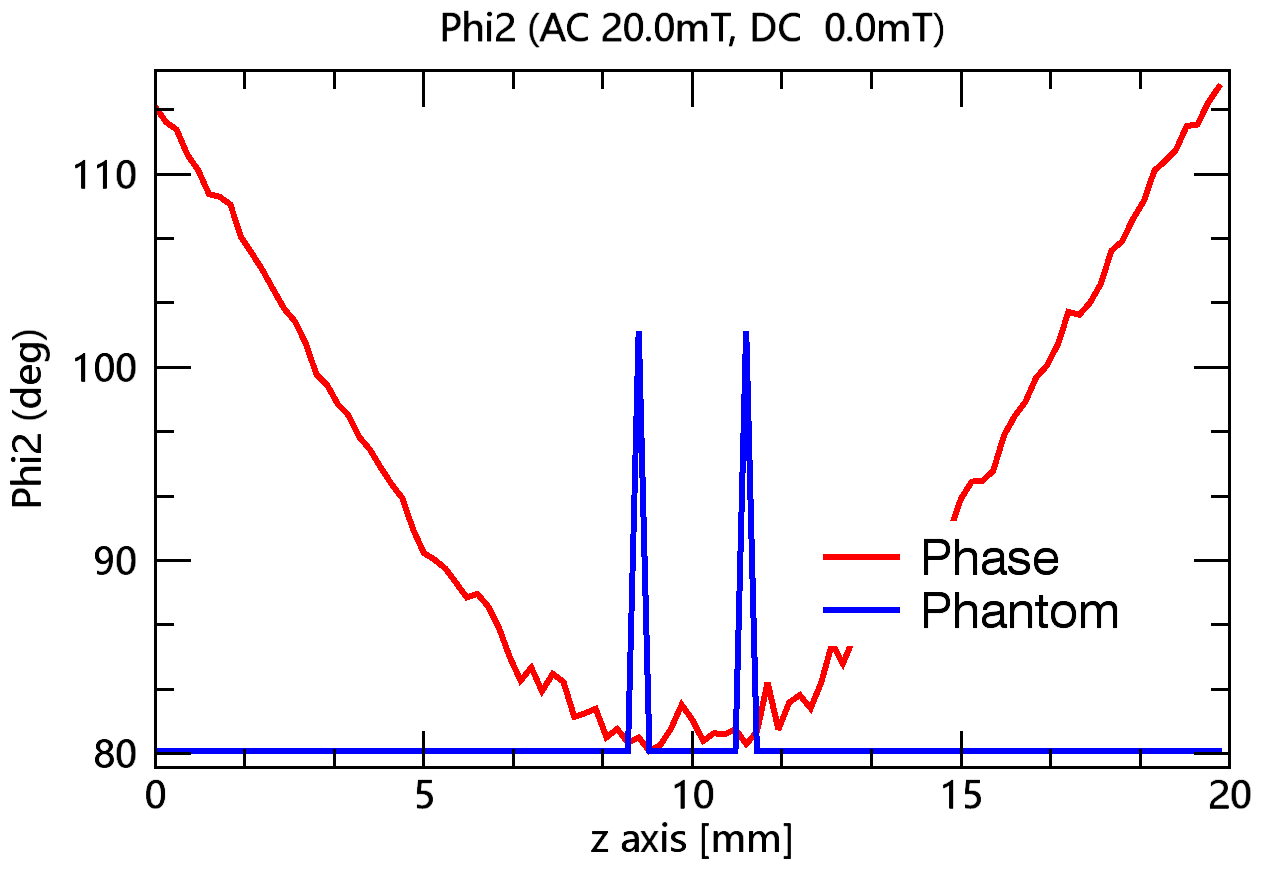 Phi2 (AC 20.0mT, DC  0.0mT)
Phi2 (deg)
110
100
90
80
Phase
Phantom
0 5 10 15 20
z axis [mm]